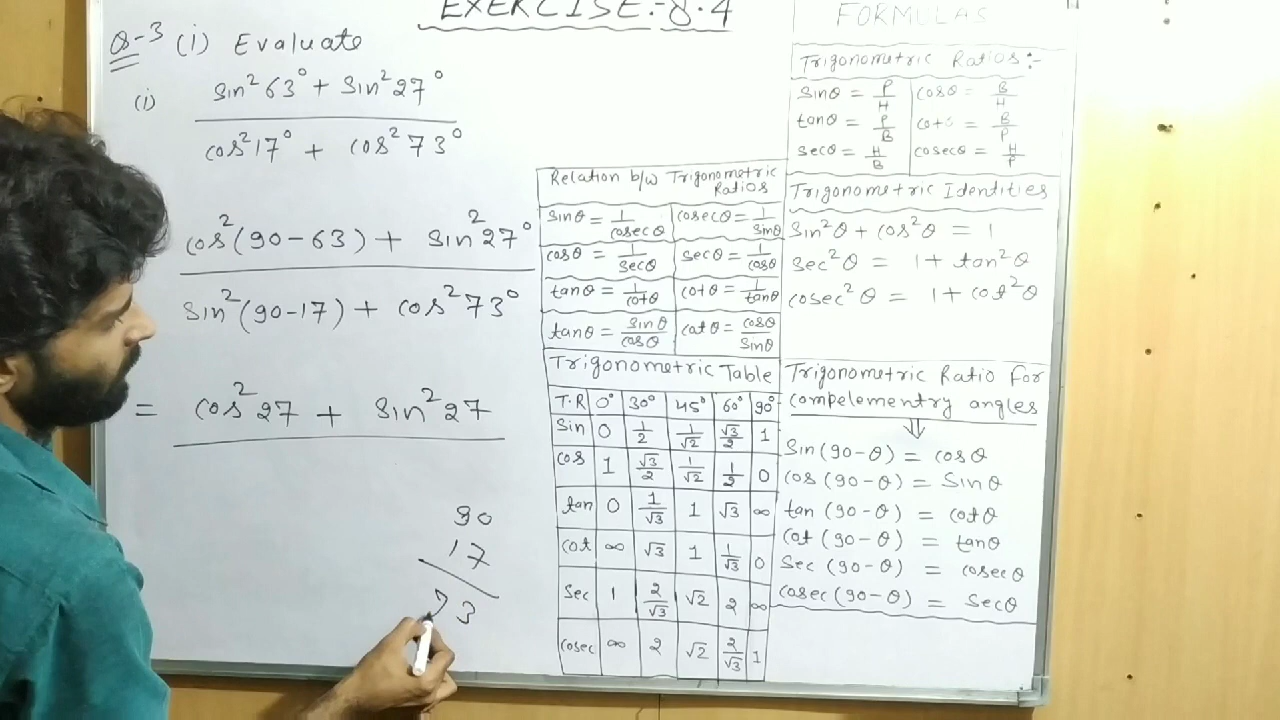 EXERCISE:-8.4
Q-3 (i) Evaluate
(i) sin²63° + sin²27°
cos²17° + cos²73°
cos²(90-63) + sin²27°
sin²(90-17) + cos²73°
= cos²27 + sin²27
90
17
73
Relation b/w Trigonometric
Ratios
sinθ = 1/cosecθ cosecθ = 1/sinθ
cosθ = 1/secθ secθ = 1/cosθ
tanθ = 1/cotθ cotθ = 1/tanθ
tanθ = sinθ/cosθ cotθ = cosθ/sinθ
Trigonometric Table
T.R 0° 30° 45° 60° 90°
Sin 0 1/2 1/√2 √3/2 1
cos 1 √3/2 1/√2 1/2 0
tan 0 1/√3 1 √3 ∞
cot ∞ √3 1 1/√3 0
Sec 1 2/√3 √2 2 ∞
cosec ∞ 2 √2 2/√3 1
FORMULAS
Trigonometric Ratios:-
sinθ = P/H cosθ = B/H
tanθ = P/B cot = B/P
secθ = H/B cosecθ = H/P
Trigonometric Identities
sin²θ + cos²θ = 1
sec²θ = 1 + tan²θ
cosec²θ = 1 + cot²θ
Trigonometric Ratio For
compelementry angles
⇓
Sin (90-θ) = cosθ
cos (90-θ) = Sinθ
tan (90-θ) = cotθ
cot (90-θ) = tanθ
Sec (90-θ) = cosecθ
cosec (90-θ) = Secθ